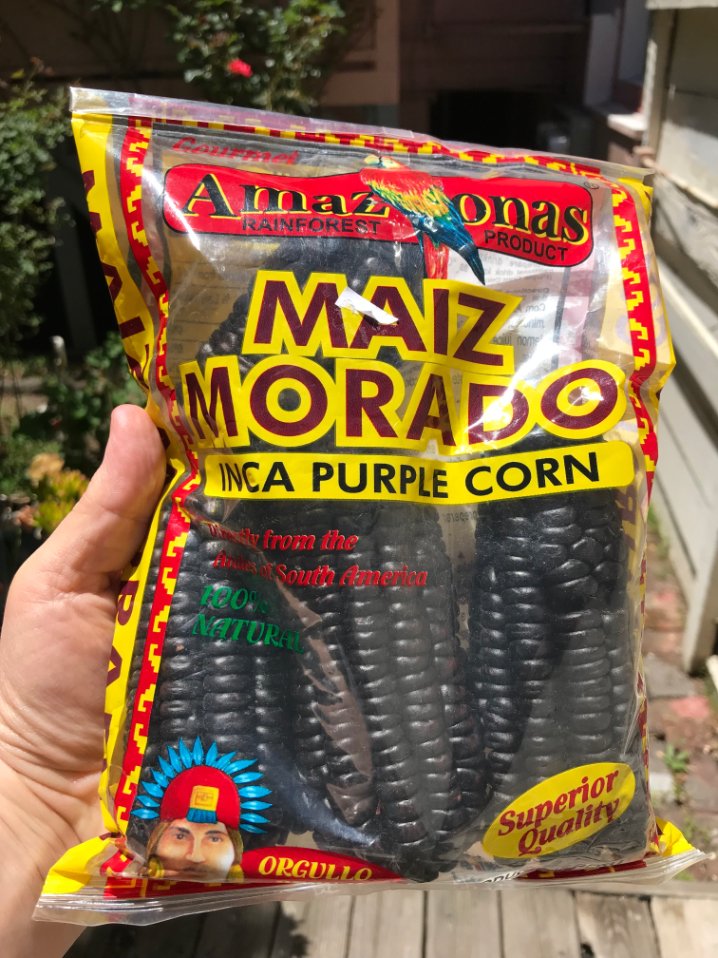 Gourmet
Amazonas
RAINFOREST PRODUCT
MAIZ
MORADO
INCA PURPLE CORN
from the
Andes of South America
100%
NATURAL
Superior
Quality
ORGULLO